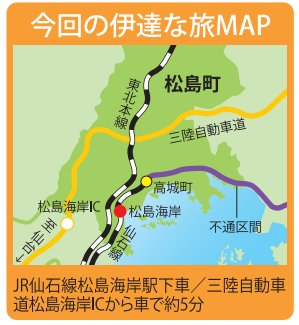 今回の伊達な旅MAP
東北本線
松島町
三陸自動車道
高城町
松島海岸IC
松島海岸
至 仙台
仙石線
不通区間
JR仙石線松島海岸駅下車／三陸自動車
道松島海岸ICから車で約5分